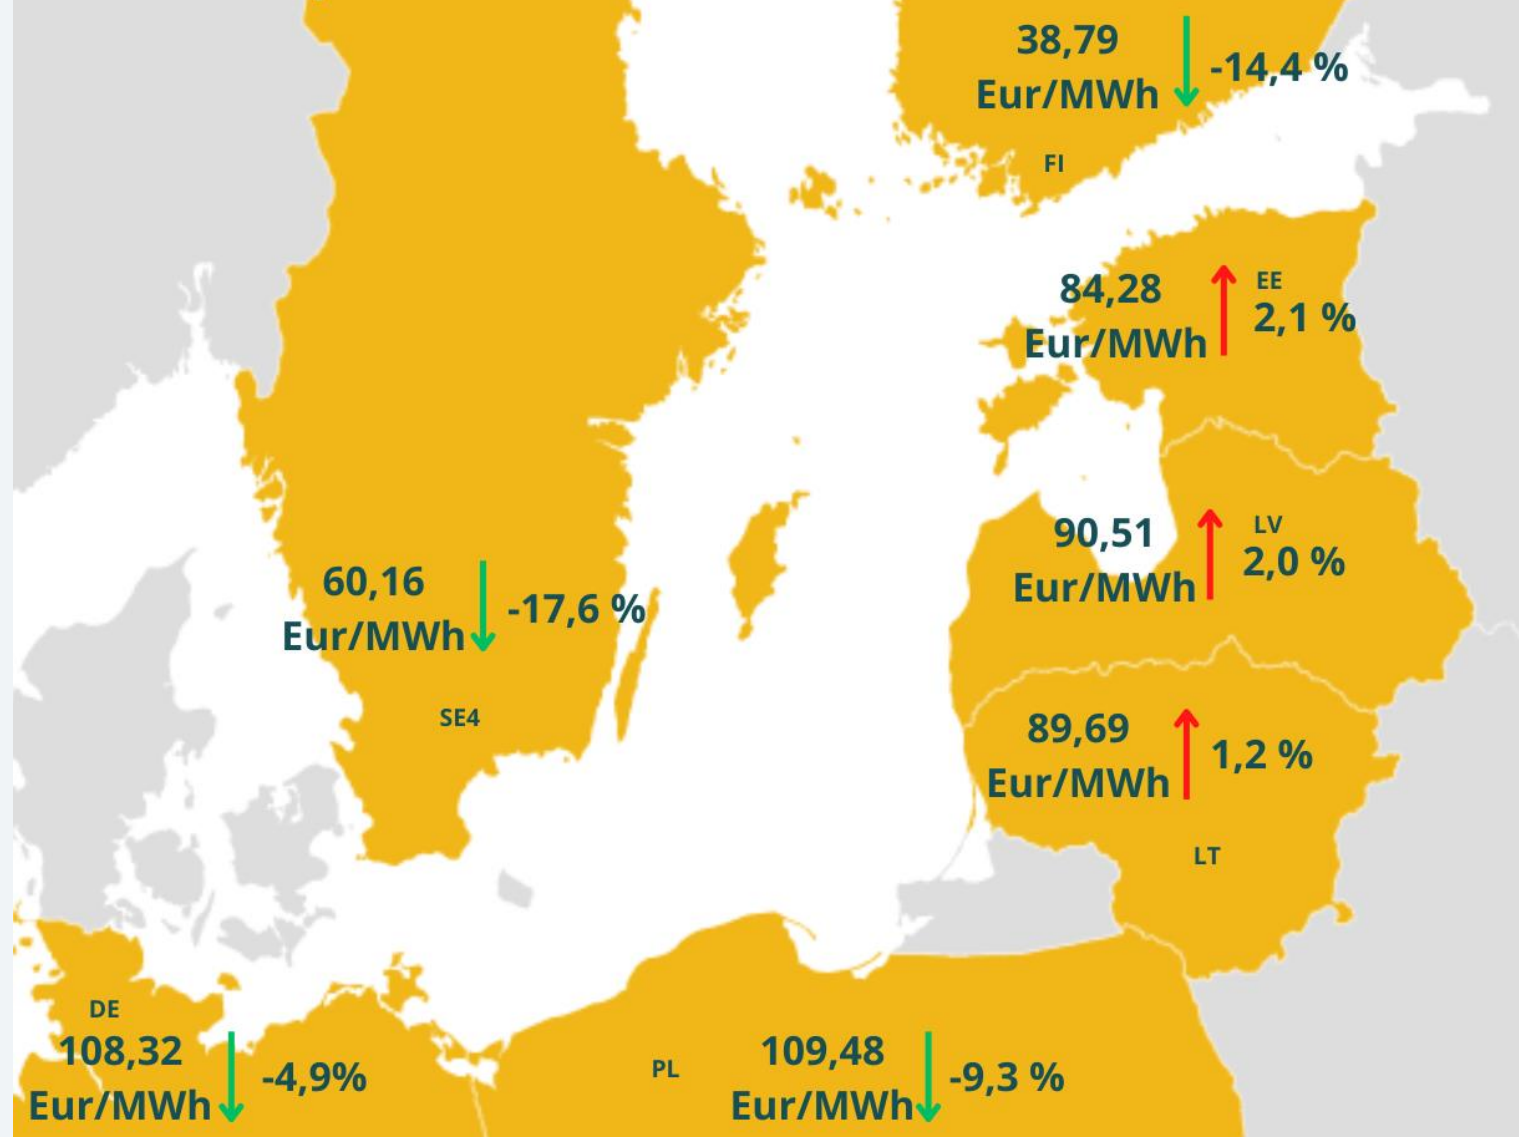 38,79
Eur/MWh
-14,4 %
FI
84,28
Eur/MWh
EE
2,1 %
90,51
Eur/MWh
LV
2,0 %
60,16
Eur/MWh
-17,6 %
SE4
89,69
Eur/MWh
1,2 %
LT
DE
108,32
Eur/MWh
-4,9%
PL
109,48
Eur/MWh
-9,3 %